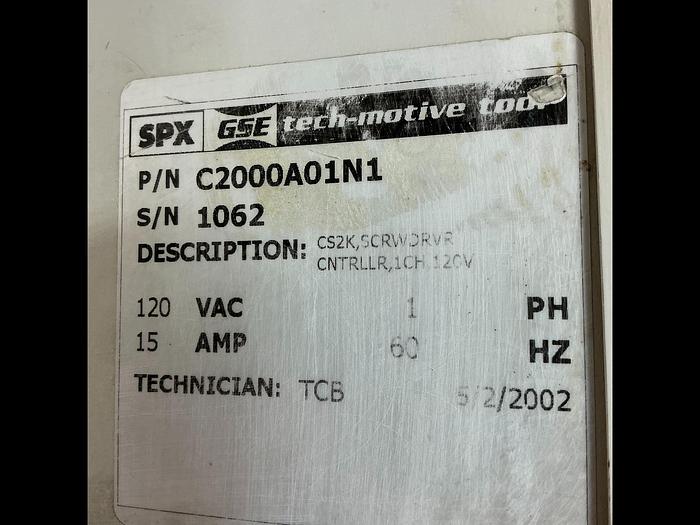 SPX GSE tech-motive tool
P/N C2000A01N1
S/N 1062
DESCRIPTION: CS2K,SCRWDRVR
CNTRLLR,1CH,120V
120 VAC 1 PH
15 AMP 60 HZ
TECHNICIAN: TCB 5/2/2002